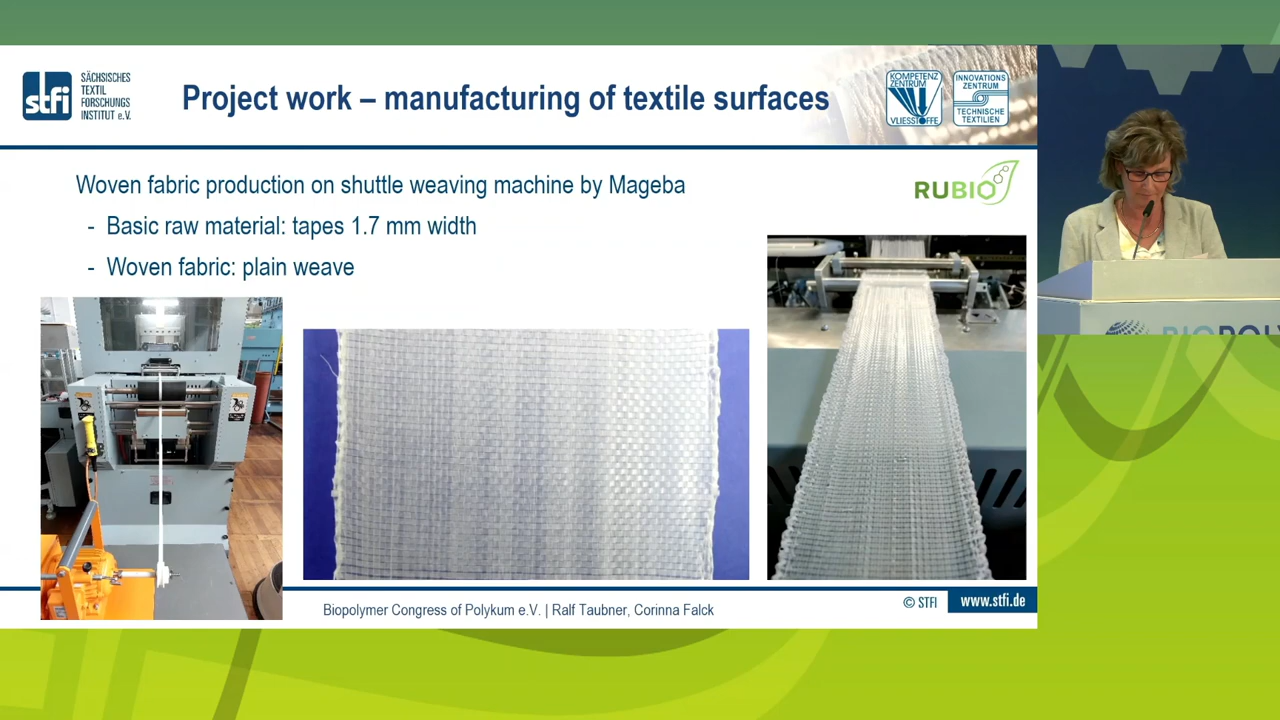 stfi
SÄCHSISCHES
TEXTIL
FORSCHUNGS
INSTITUT e.V.
Project work – manufacturing of textile surfaces
KOMPETENZ
ZENTRUM
VLIESSTOFFE
INNOVATIONS
ZENTRUM
TECHNISCHE
TEXTILIEN
Woven fabric production on shuttle weaving machine by Mageba
- Basic raw material: tapes 1.7 mm width
- Woven fabric: plain weave
RUBIO
Biopolymer Congress of Polykum e.V. | Ralf Taubner, Corinna Falck
© STFI
www.stfi.de
BIOPOLY